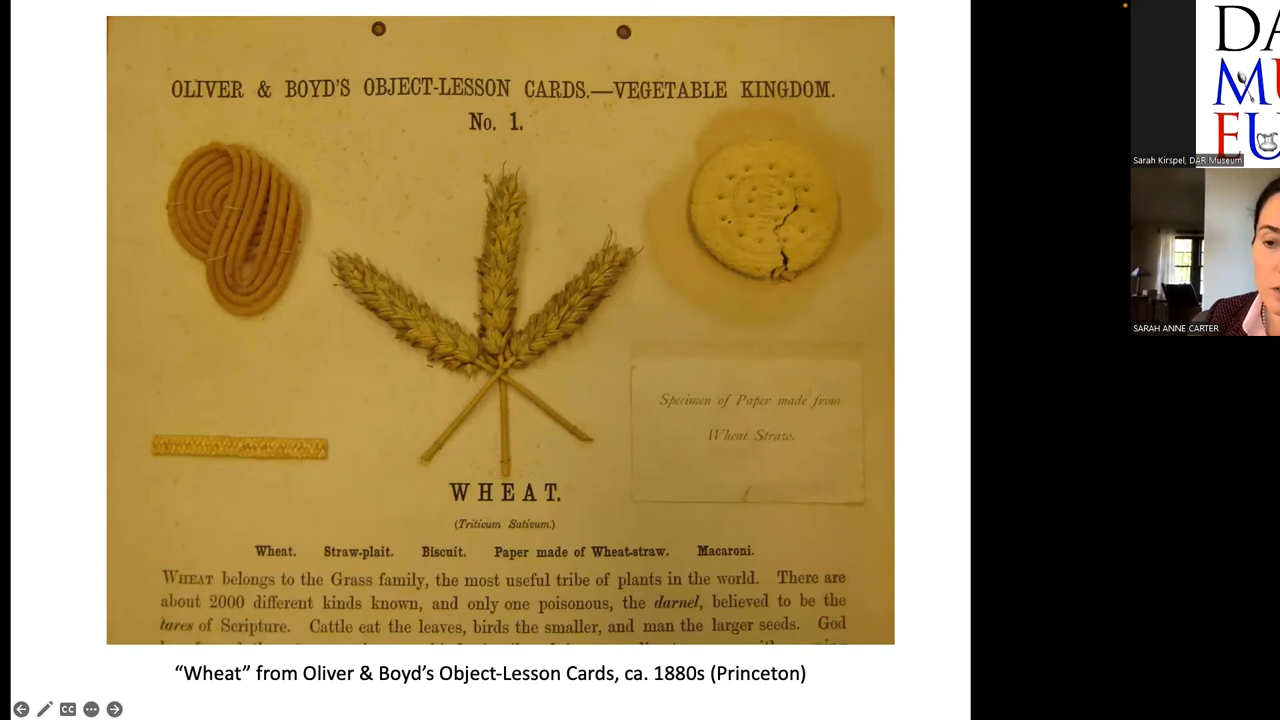 OLIVER & BOYD'S OBJECT-LESSON CARDS.—VEGETABLE KINGDOM.
No. 1.
Specimen of Paper made from
Wheat Straw.
WHEAT.
(Triticum Sativum.)
Wheat. Straw-plait. Biscuit. Paper made of Wheat-straw. Macaroni.
WHEAT belongs to the Grass family, the most useful tribe of plants in the world. There are
about 2000 different kinds known, and only one poisonous, the darnel, believed to be the
tares of Scripture. Cattle eat the leaves, birds the smaller, and man the larger seeds. God
“Wheat” from Oliver & Boyd’s Object-Lesson Cards, ca. 1880s (Princeton)
CC
DA
MU
EU
Sarah Kirspel, DAR Museum
SARAH ANNE CARTER